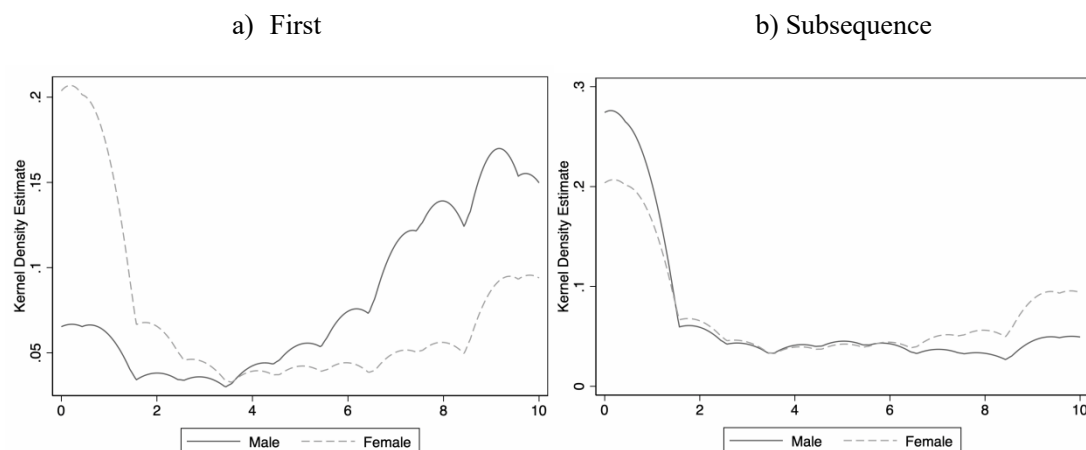 a) First
b) Subsequence
Kernel Density Estimate
.2
.15
.1
.05
0
2
4
6
8
10
Male
Female
Kernel Density Estimate
.3
.2
.1
0
0
2
4
6
8
10
Male
Female